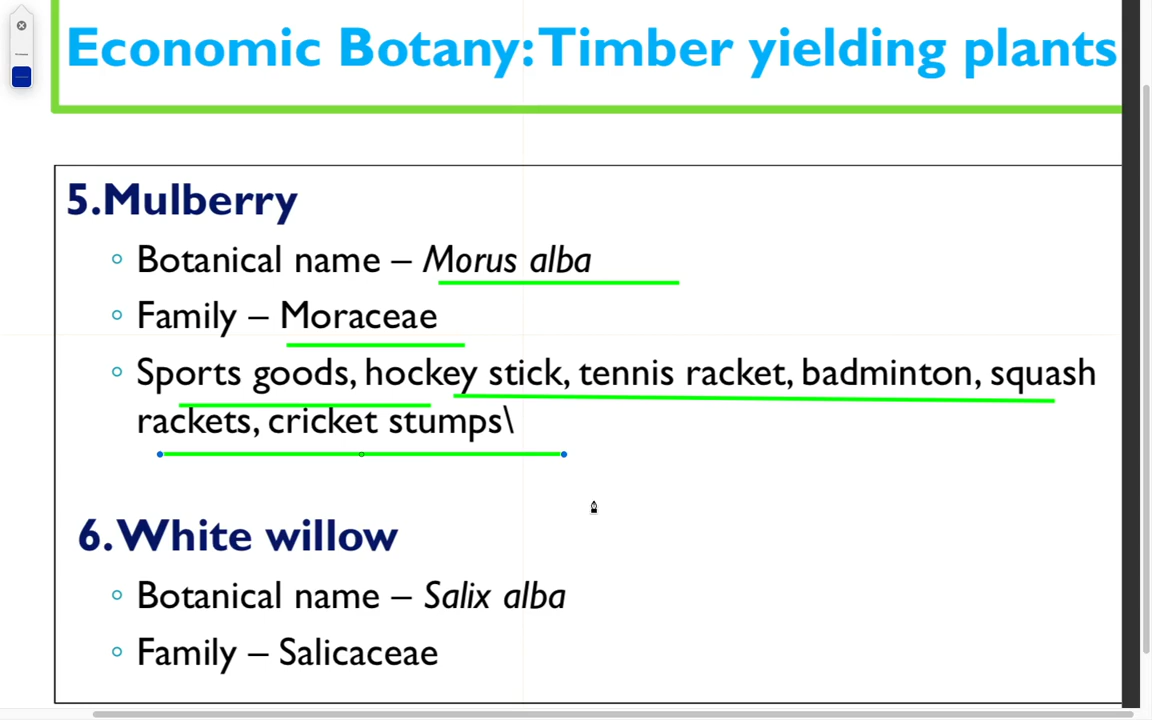 Economic Botany: Timber yielding plants
5.Mulberry
Botanical name – Morus alba
Family – Moraceae
Sports goods, hockey stick, tennis racket, badminton, squash
rackets, cricket stumps\
6. White willow
Botanical name – Salix alba
Family – Salicaceae